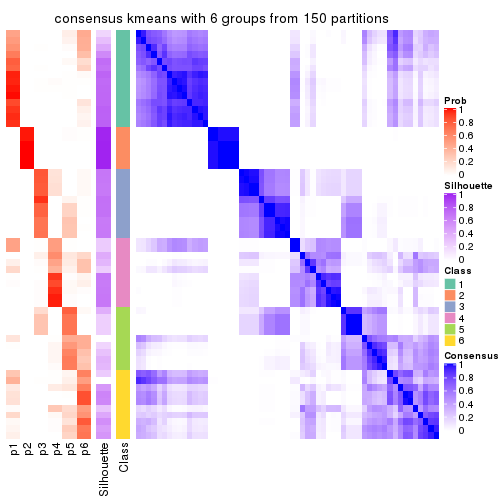 consensus kmeans with 6 groups from 150 partitions
Prob
1
0.8
0.6
0.4
0.2
0
Silhouette
1
0.8
0.6
0.4
0.2
0
Class
1
2
3
4
5
6
Consensus
1
0.8
0.6
0.4
0.2
0
p1
p2
p3
p4
p5
p6
Silhouette
Class